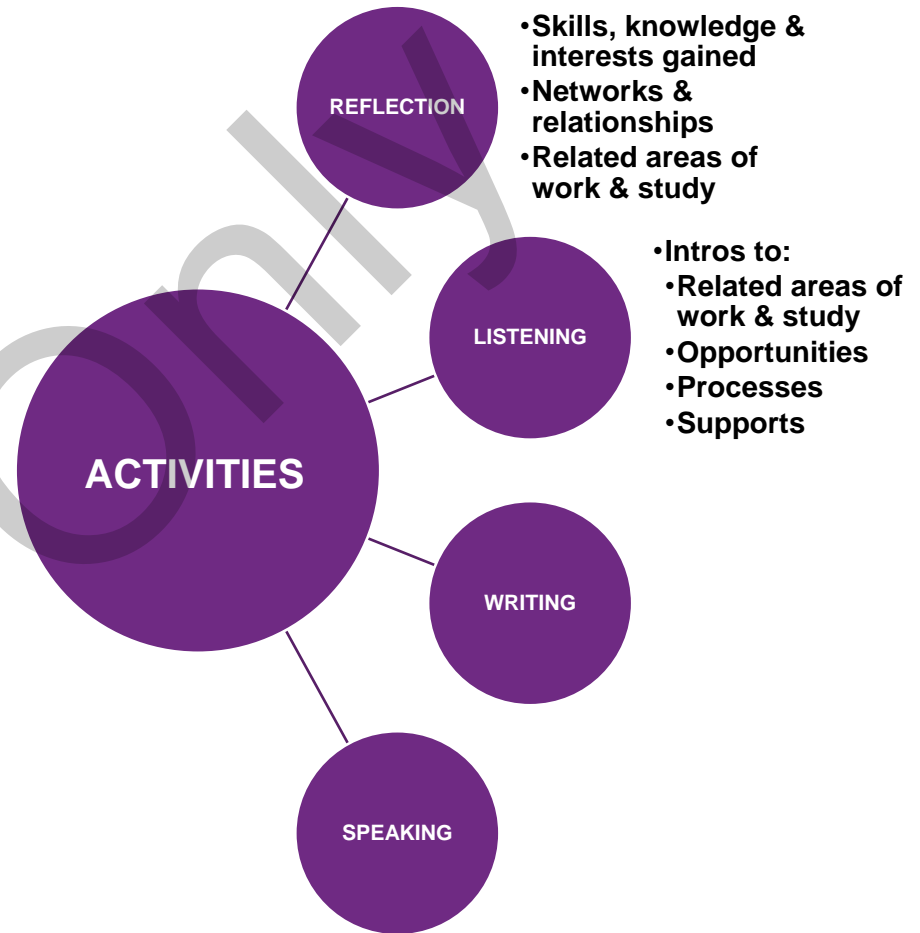 •Skills, knowledge &
interests gained
•Networks &
relationships
•Related areas of
work & study
REFLECTION
•Intros to:
•Related areas of
work & study
•Opportunities
•Processes
•Supports
LISTENING
ACTIVITIES
WRITING
SPEAKING
Only